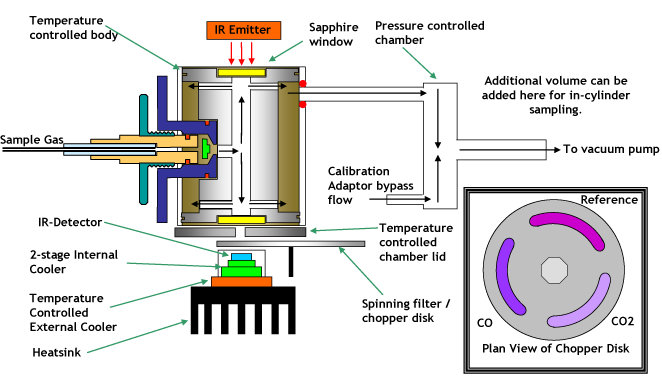 Temperature
controlled body
IR Emitter
Sapphire
window
Pressure controlled
chamber
Additional volume can be
added here for in-cylinder
sampling.
Sample Gas
To vacuum pump
Calibration
Adaptor bypass
flow
IR-Detector
2-stage Internal
Cooler
Temperature
Controlled
External Cooler
Heatsink
Temperature
controlled
chamber lid
Spinning filter /
chopper disk
Reference
CO
CO2
Plan View of Chopper Disk